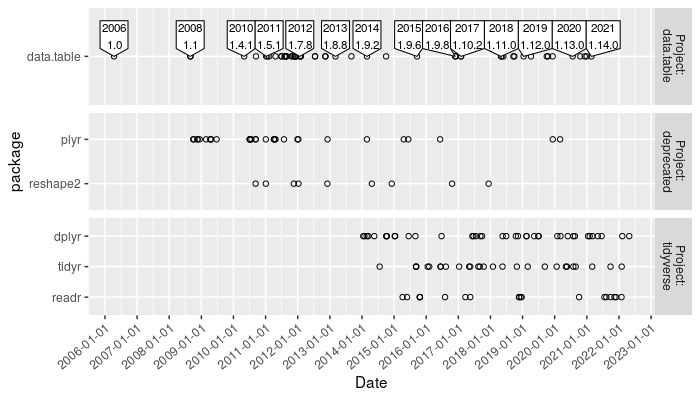 2006 2008 2010 2011 2012 2013 2014 2015 2016 2017 2018 2019 2020 2021
1.0 1.1 1.4.1 1.5.1 1.7.8 1.8.8 1.9.2 1.9.6 1.9.8 1.10.2 1.11.0 1.12.0 1.13.0 1.14.0
data.table
Project:
data.table
plyr
reshape2
Project:
deprecated
dplyr
tidyr
readr
Project:
tidyverse
package
2006-01-01
2007-01-01
2008-01-01
2009-01-01
2010-01-01
2011-01-01
2012-01-01
2013-01-01
2014-01-01
2015-01-01
2016-01-01
2017-01-01
2018-01-01
2019-01-01
2020-01-01
2021-01-01
2022-01-01
2023-01-01
Date